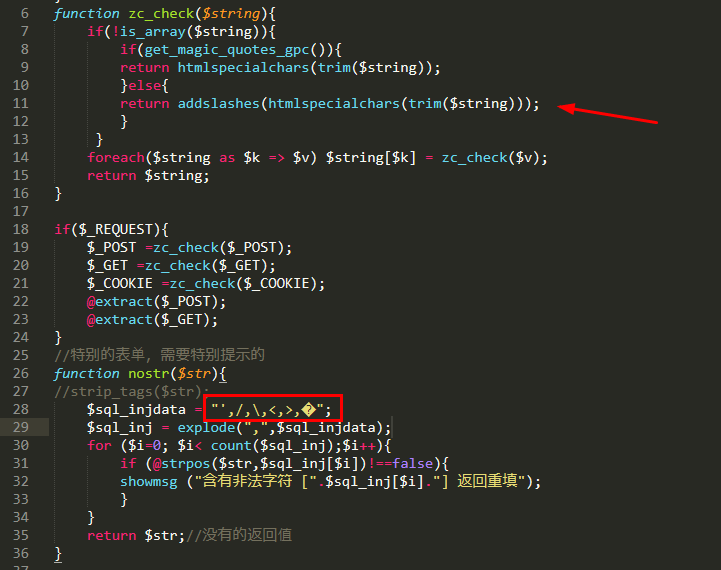 6 function zc_check($string){
7 if(!is_array($string)){
8 if(get_magic_quotes_gpc()){
9 return htmlspecialchars(trim($string));
10 }else{
11 return addslashes(htmlspecialchars(trim($string)));
12 }
13 }
14 foreach($string as $k => $v) $string[$k] = zc_check($v);
15 return $string;
16 }
17
18 if($_REQUEST){
19 $_POST =zc_check($_POST);
20 $_GET =zc_check($_GET);
21 $_COOKIE =zc_check($_COOKIE);
22 @extract($_POST);
23 @extract($_GET);
24 }
25 //特别的表单，需要特别提示的
26 function nostr($str){
27 //strip_tags($str);
28 $sql_injdata = "',/,\,<,>,�";
29 $sql_inj = explode(",",$sql_injdata);
30 for ($i=0; $i< count($sql_inj);$i++){
31 if (@strpos($str,$sql_inj[$i])!==false){
32 showmsg ("含有非法字符 [".$sql_inj[$i]."] 返回重填");
33 }
34 }
35 return $str;//没有的返回值
36 }